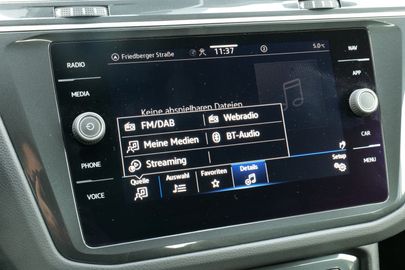 Friedberger Straße
11:37
5.0°C
RADIO
MEDIA
PHONE
VOICE
NAV
APP
CAR
MENU
Keine abspielbaren Dateien
FM/DAB
Webradio
Meine Medien
BT-Audio
Streaming
Quelle
Auswahl
Favoriten
Details
Setup